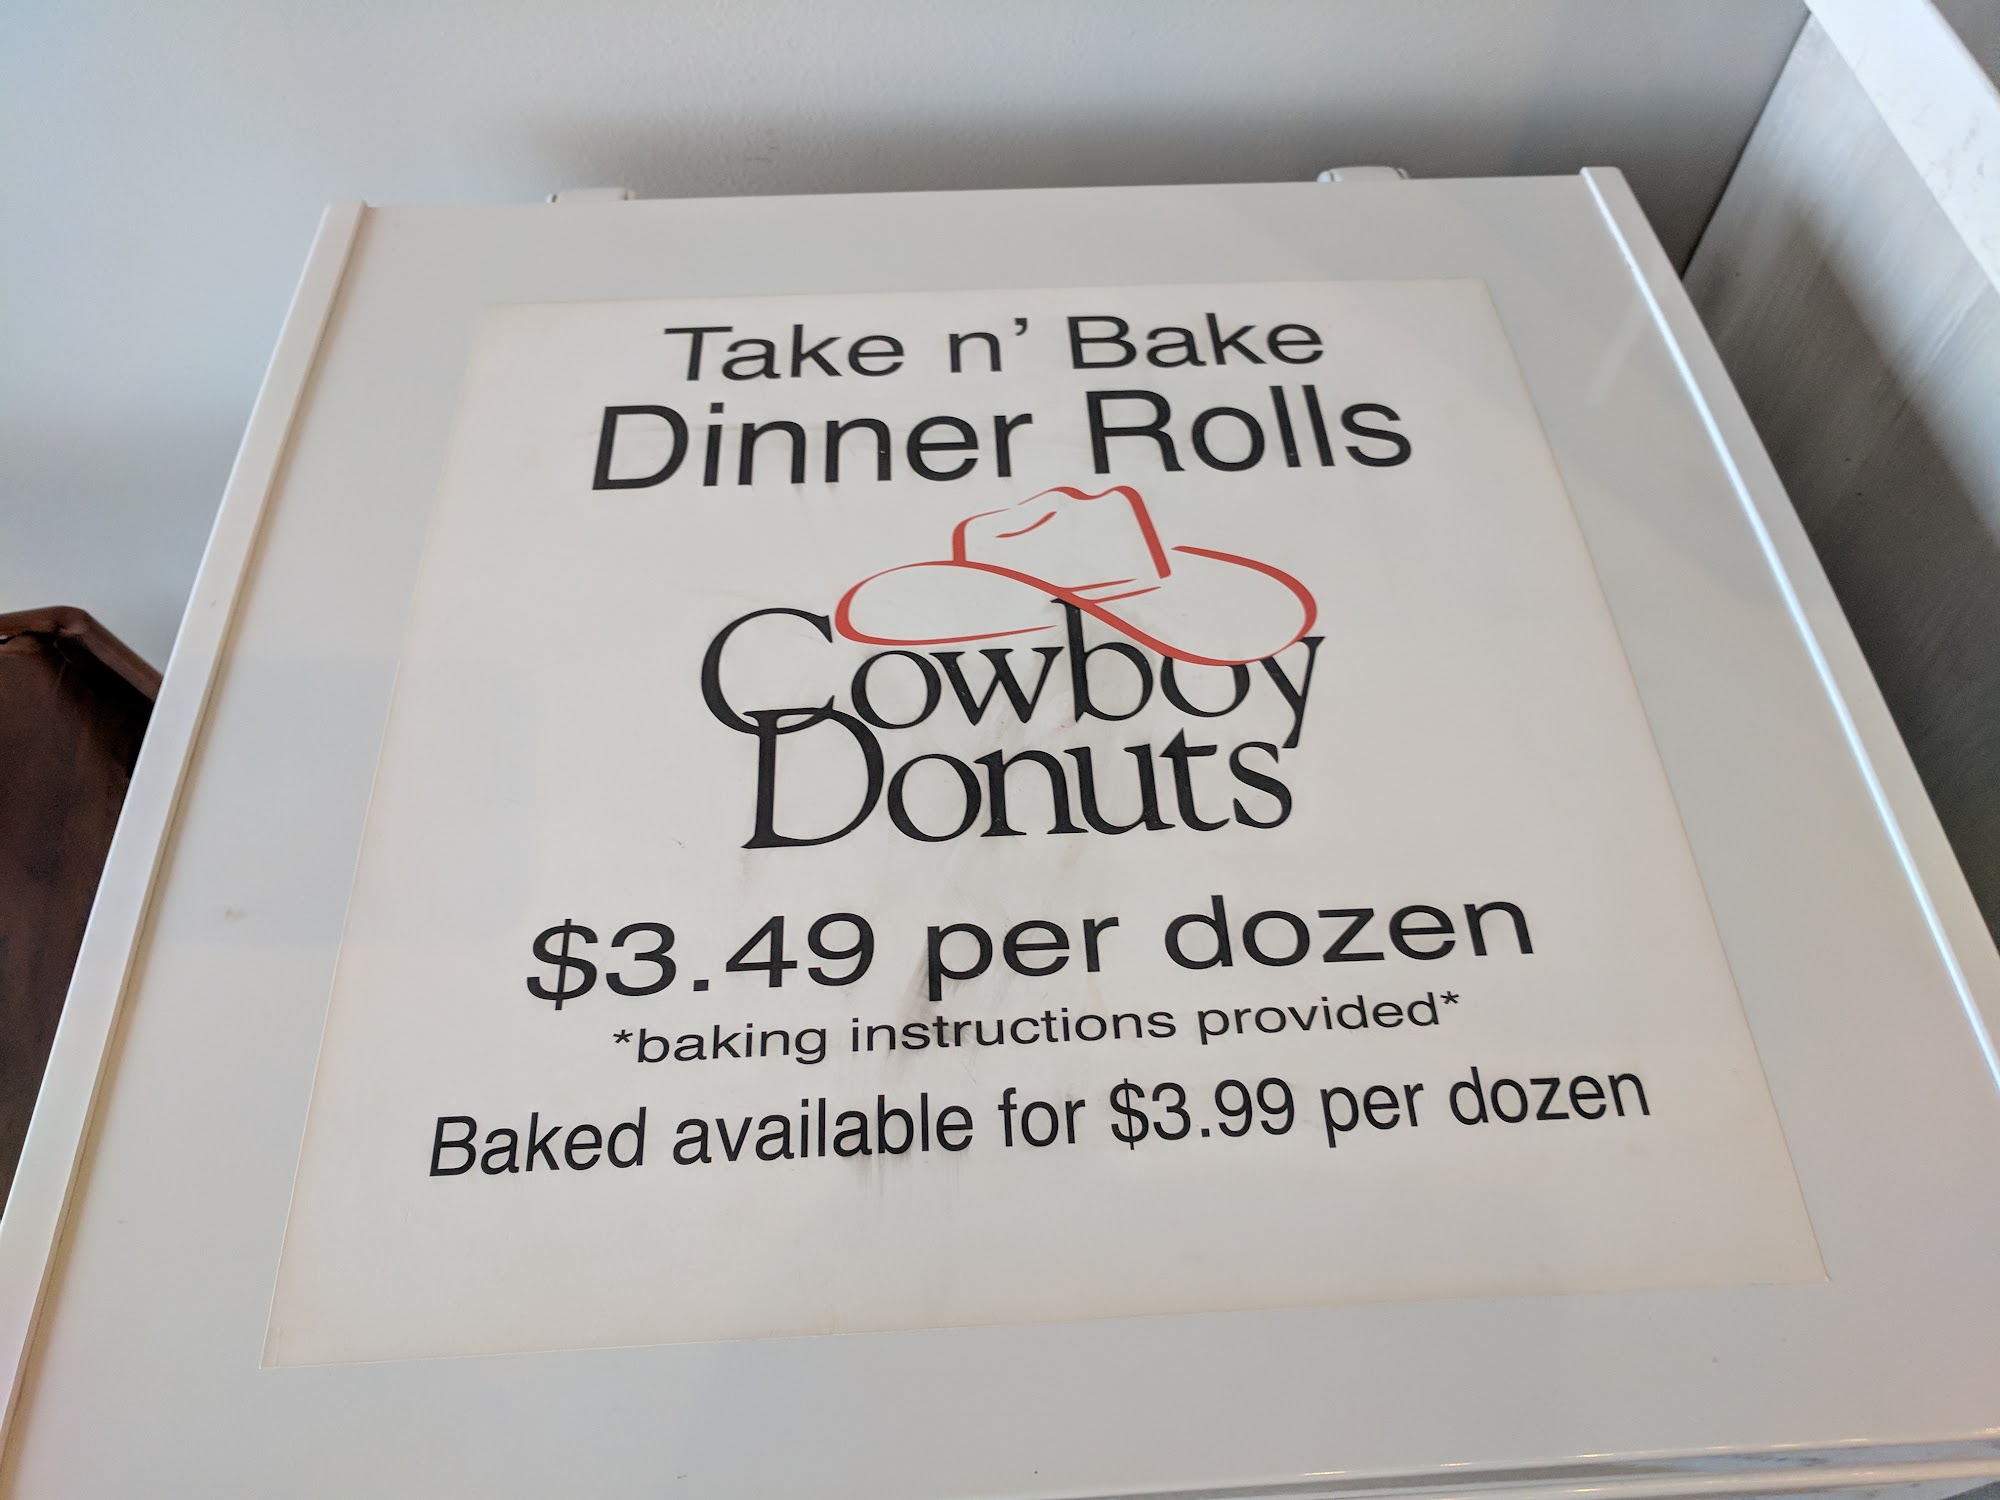 Take n' Bake
Dinner Rolls
Cowboy
Donuts
$3.49 per dozen
*baking instructions provided*
Baked available for $3.99 per dozen